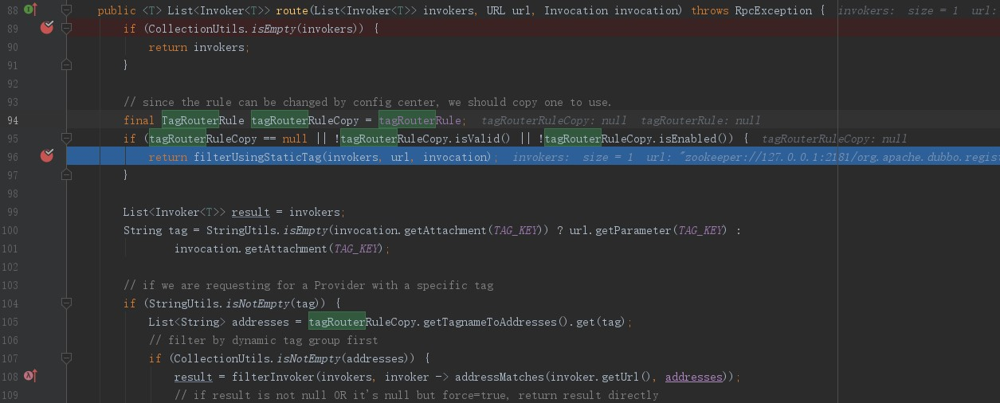 88 public <T> List<Invoker<T>> route(List<Invoker<T>> invokers, URL url, Invocation invocation) throws RpcException { invokers: size = 1 url:
89 if (CollectionUtils.isEmpty(invokers)) {
90 return invokers;
91 }
92
93 // since the rule can be changed by config center, we should copy one to use.
94 final TagRouterRule tagRouterRuleCopy = tagRouterRule; tagRouterRuleCopy: null tagRouterRule: null
95 if (tagRouterRuleCopy == null || !tagRouterRuleCopy.isValid() || !tagRouterRuleCopy.isEnabled()) { tagRouterRuleCopy: null
96 return filterUsingStaticTag(invokers, url, invocation); invokers: size = 1 url: "zookeeper://127.0.0.1:2181/org.apache.dubbo.regist
97 }
98
99 List<Invoker<T>> result = invokers;
100 String tag = StringUtils.isEmpty(invocation.getAttachment(TAG_KEY)) ? url.getParameter(TAG_KEY) :
101 invocation.getAttachment(TAG_KEY);
102
103 // if we are requesting for a Provider with a specific tag
104 if (StringUtils.isNotEmpty(tag)) {
105 List<String> addresses = tagRouterRuleCopy.getTagnameToAddresses().get(tag);
106 // filter by dynamic tag group first
107 if (CollectionUtils.isNotEmpty(addresses)) {
108 result = filterInvoker(invokers, invoker -> addressMatches(invoker.getUrl(), addresses));
109 // if result is not null OR it's null but force=true, return result directly